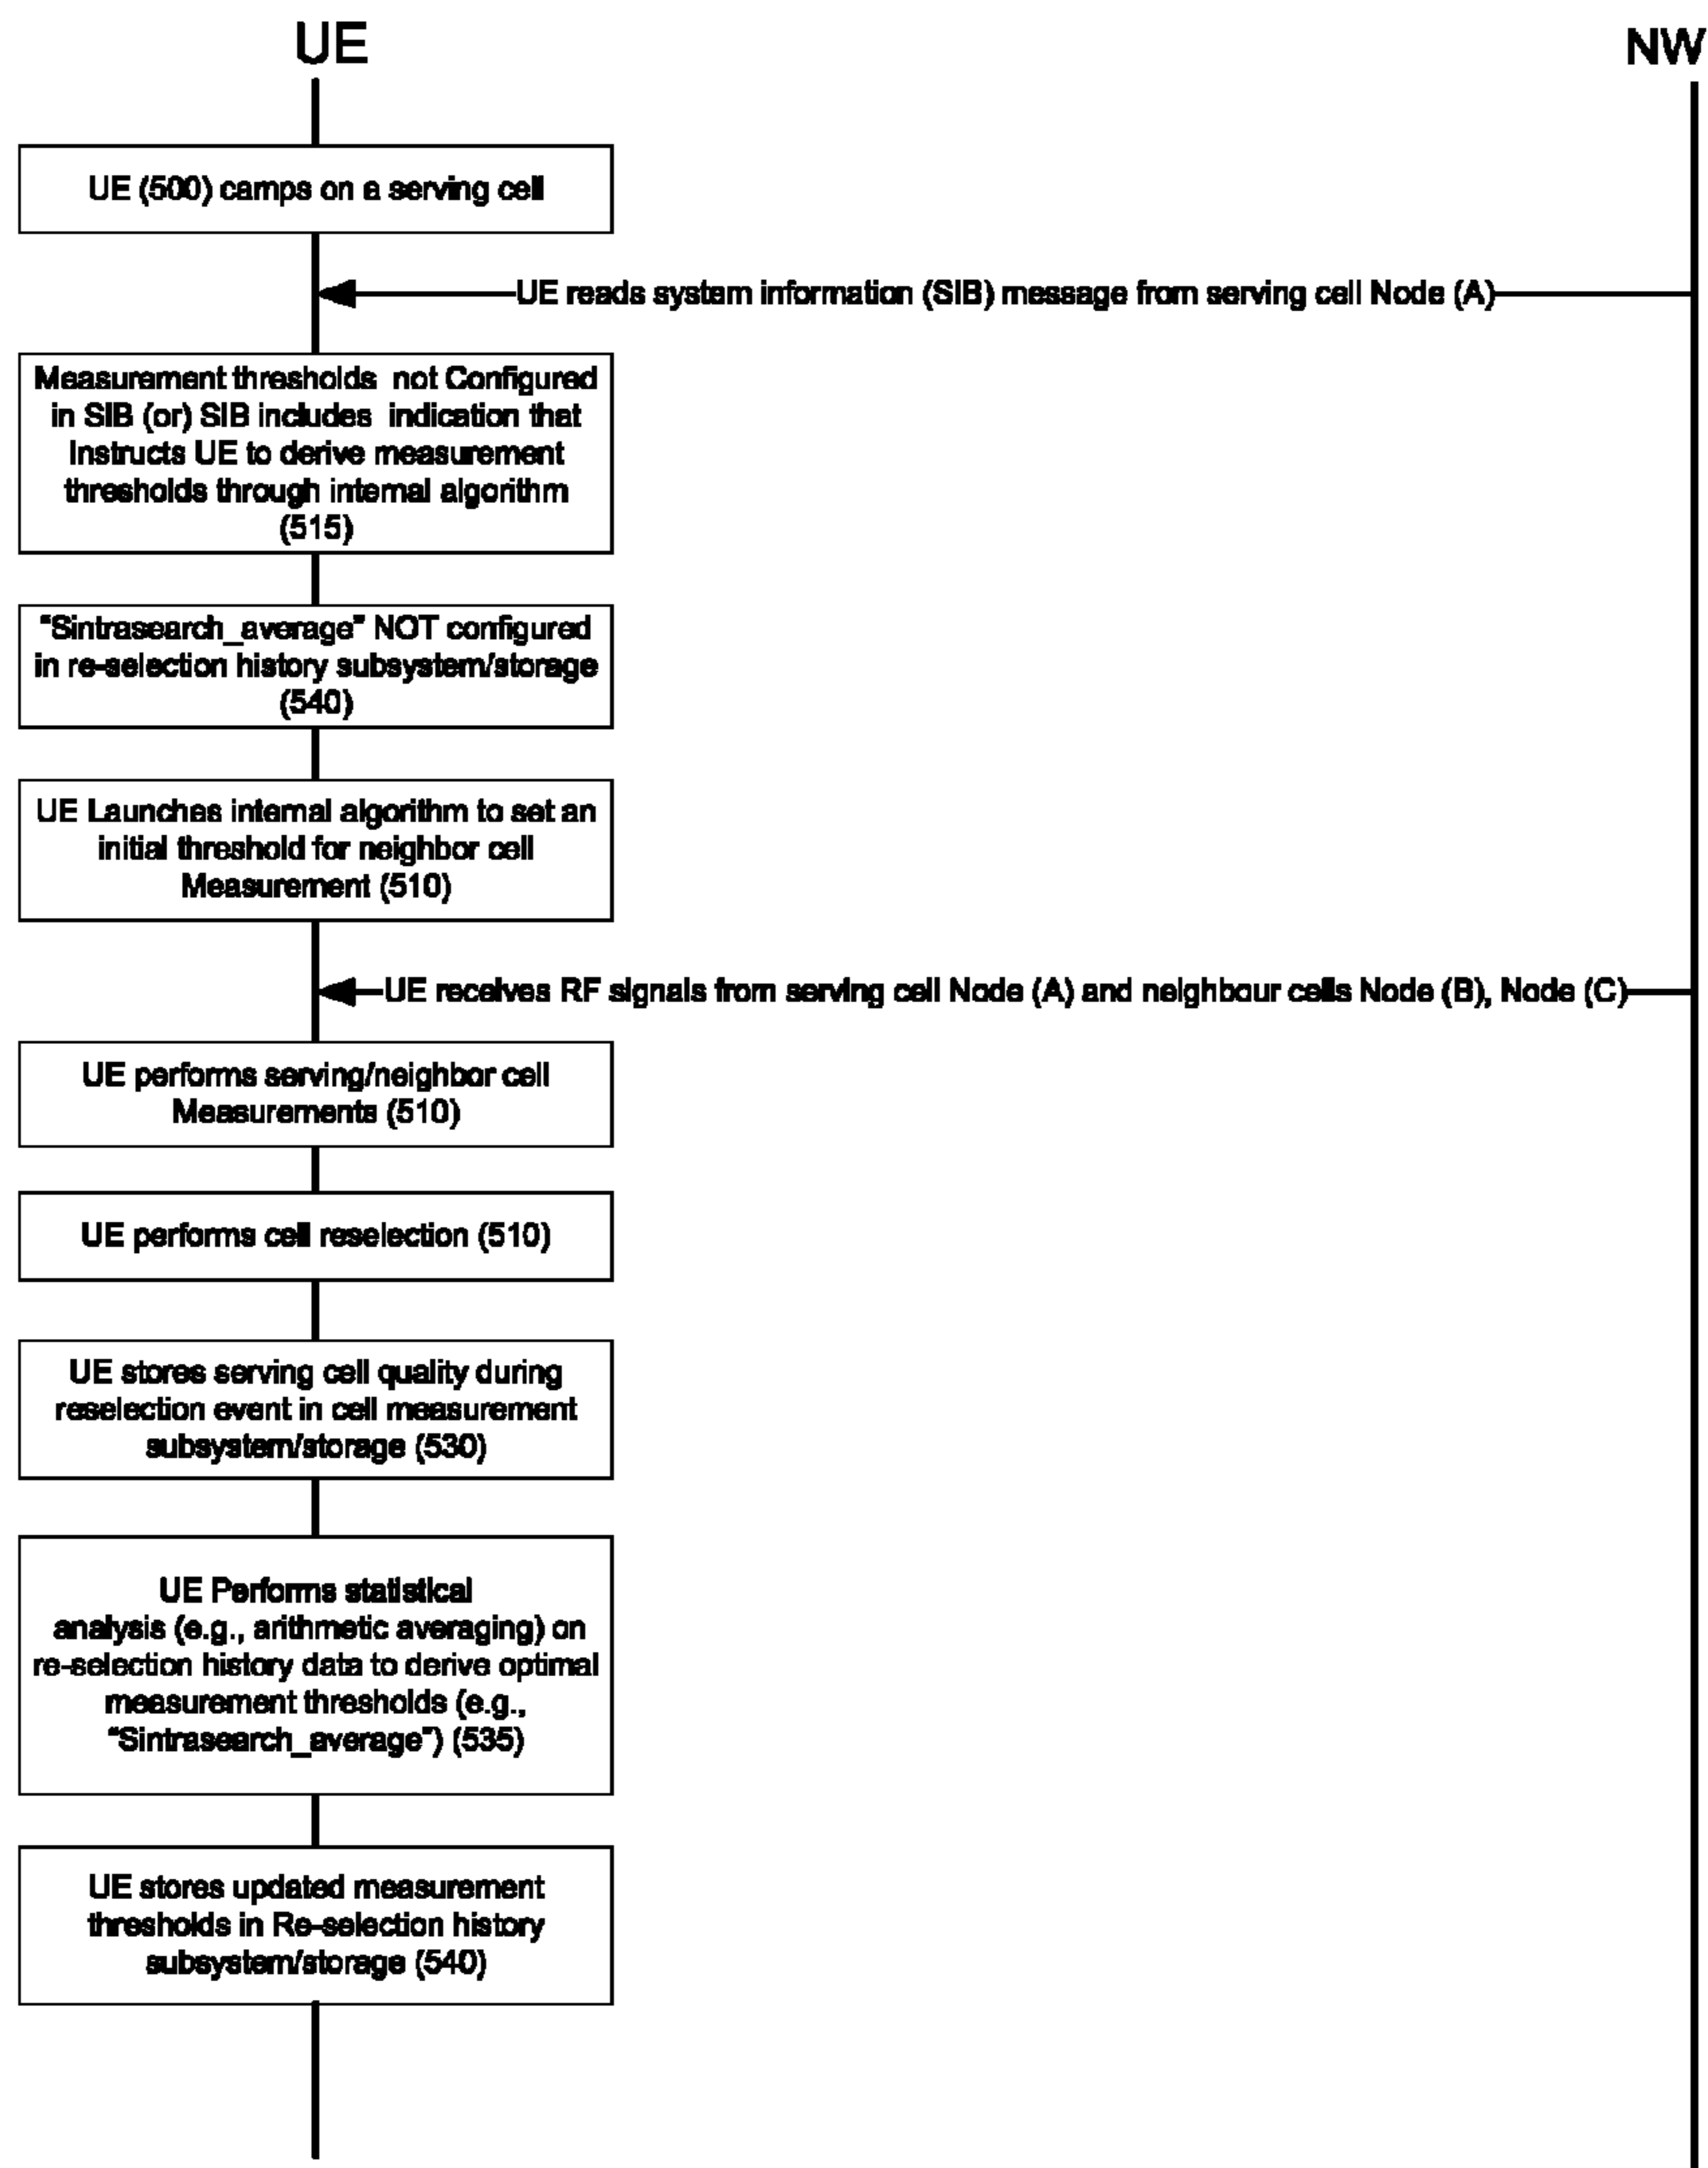 UE
NW
UE (500) camps on a serving cell
UE reads system information (SIB) message from serving cell Node (A)
Measurement thresholds not Configured
in SIB (or) SIB includes indication that
Instructs UE to derive measurement
thresholds through internal algorithm
(515)
"Sintrasearch_average" NOT configured
in re-selection history subsystem/storage
(540)
UE Launches internal algorithm to set an
initial threshold for neighbor cell
Measurement (510)
UE receives RF signals from serving cell Node (A) and neighbour cells Node (B), Node (C)
UE performs serving/neighbor cell
Measurements (510)
UE performs cell reselection (510)
UE stores serving cell quality during
reselection event in cell measurement
subsystem/storage (530)
UE Performs statistical
analysis (e.g., arithmetic averaging) on
re-selection history data to derive optimal
measurement thresholds (e.g.,
"Sintrasearch_average") (535)
UE stores updated measurement
thresholds in Re-selection history
subsystem/storage (540)